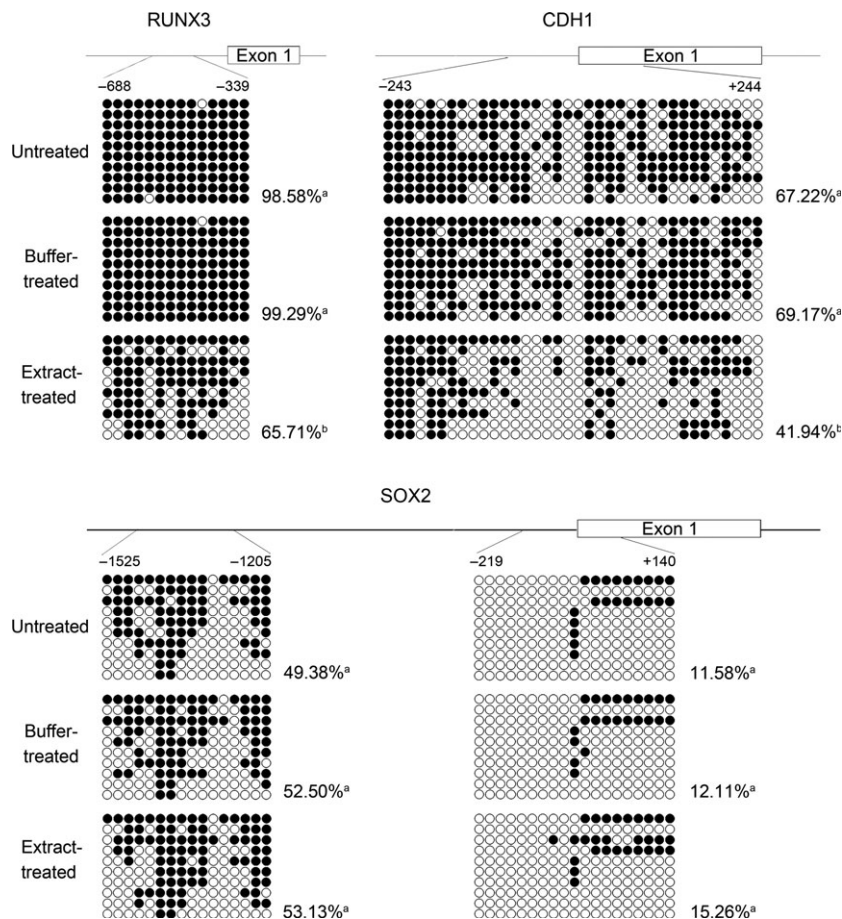 RUNX3 CDH1
Exon 1 Exon 1
–688 –339 –243 +244
Untreated
98.58%ᵃ 67.22%ᵃ
Buffer-
treated
99.29%ᵃ 69.17%ᵃ
Extract-
treated
65.71%ᵇ 41.94%ᵇ
SOX2
Exon 1
–1525 –1205 –219 +140
Untreated
49.38%ᵃ 11.58%ᵃ
Buffer-
treated
52.50%ᵃ 12.11%ᵃ
Extract-
treated
53.13%ᵃ 15.26%ᵃ